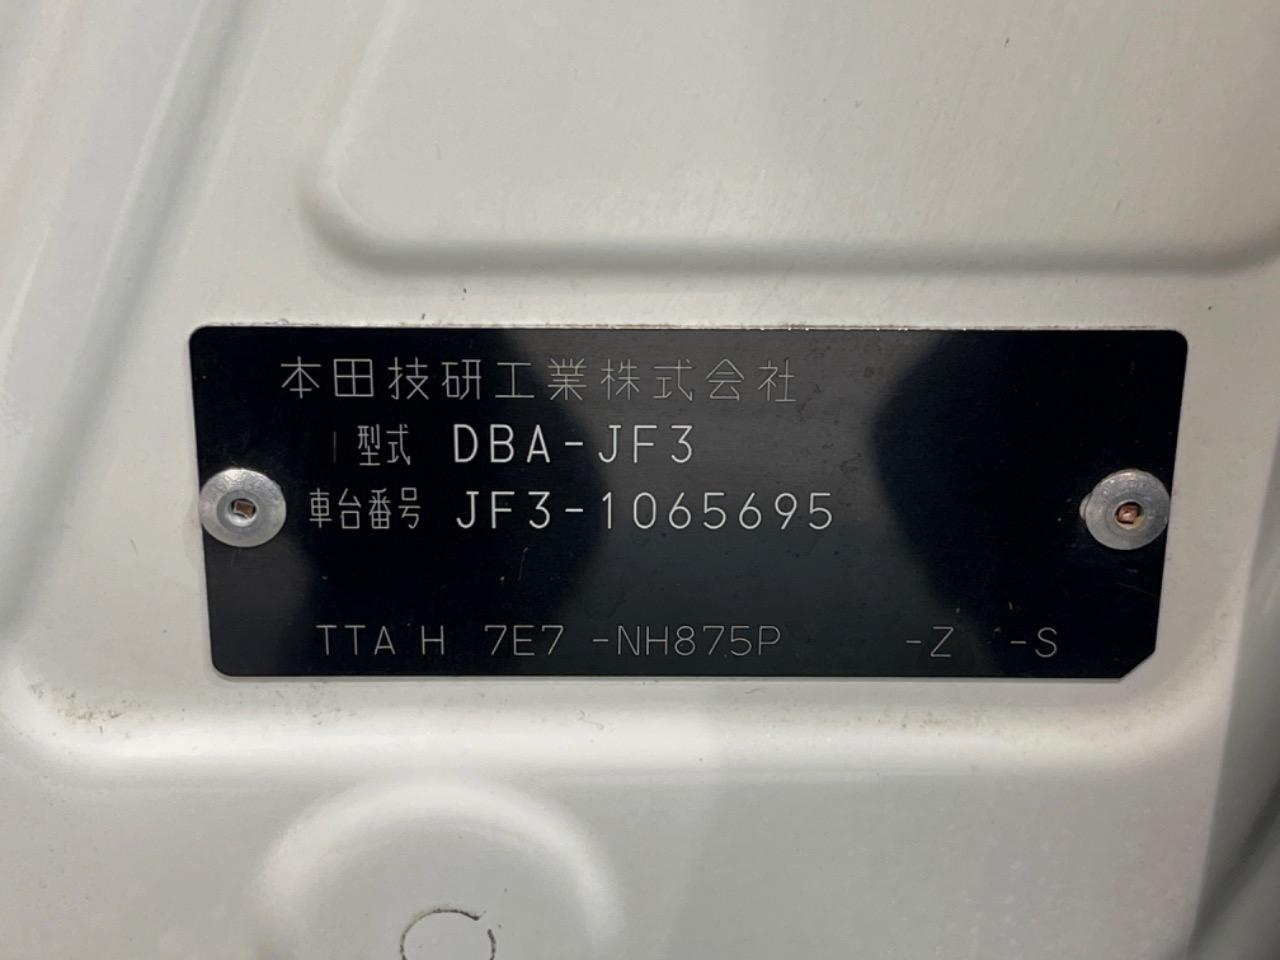 本田技研工業株式会社
型式 DBA-JF3
車台番号 JF3-1065695
TTA H 7E7 -NH875P -Z -S